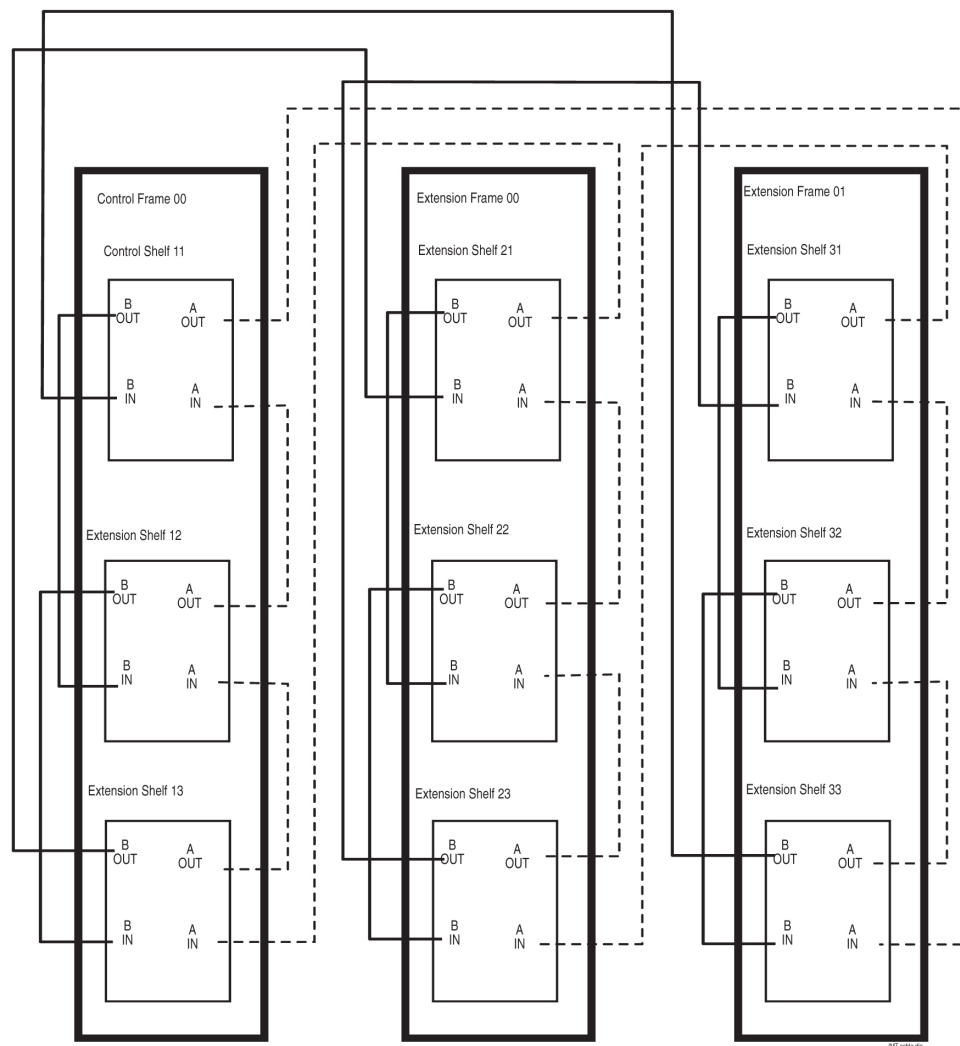 Control Frame 00
Control Shelf 11
B
OUT
A
OUT
B
IN
A
IN
Extension Shelf 12
B
OUT
A
OUT
B
IN
A
IN
Extension Shelf 13
B
OUT
A
OUT
B
IN
A
IN
Extension Frame 00
Extension Shelf 21
B
OUT
A
OUT
B
IN
A
IN
Extension Shelf 22
B
OUT
A
OUT
B
IN
A
IN
Extension Shelf 23
B
OUT
A
OUT
B
IN
A
IN
Extension Frame 01
Extension Shelf 31
B
OUT
A
OUT
B
IN
A
IN
Extension Shelf 32
B
OUT
A
OUT
B
IN
A
IN
Extension Shelf 33
B
OUT
A
OUT
B
IN
A
IN